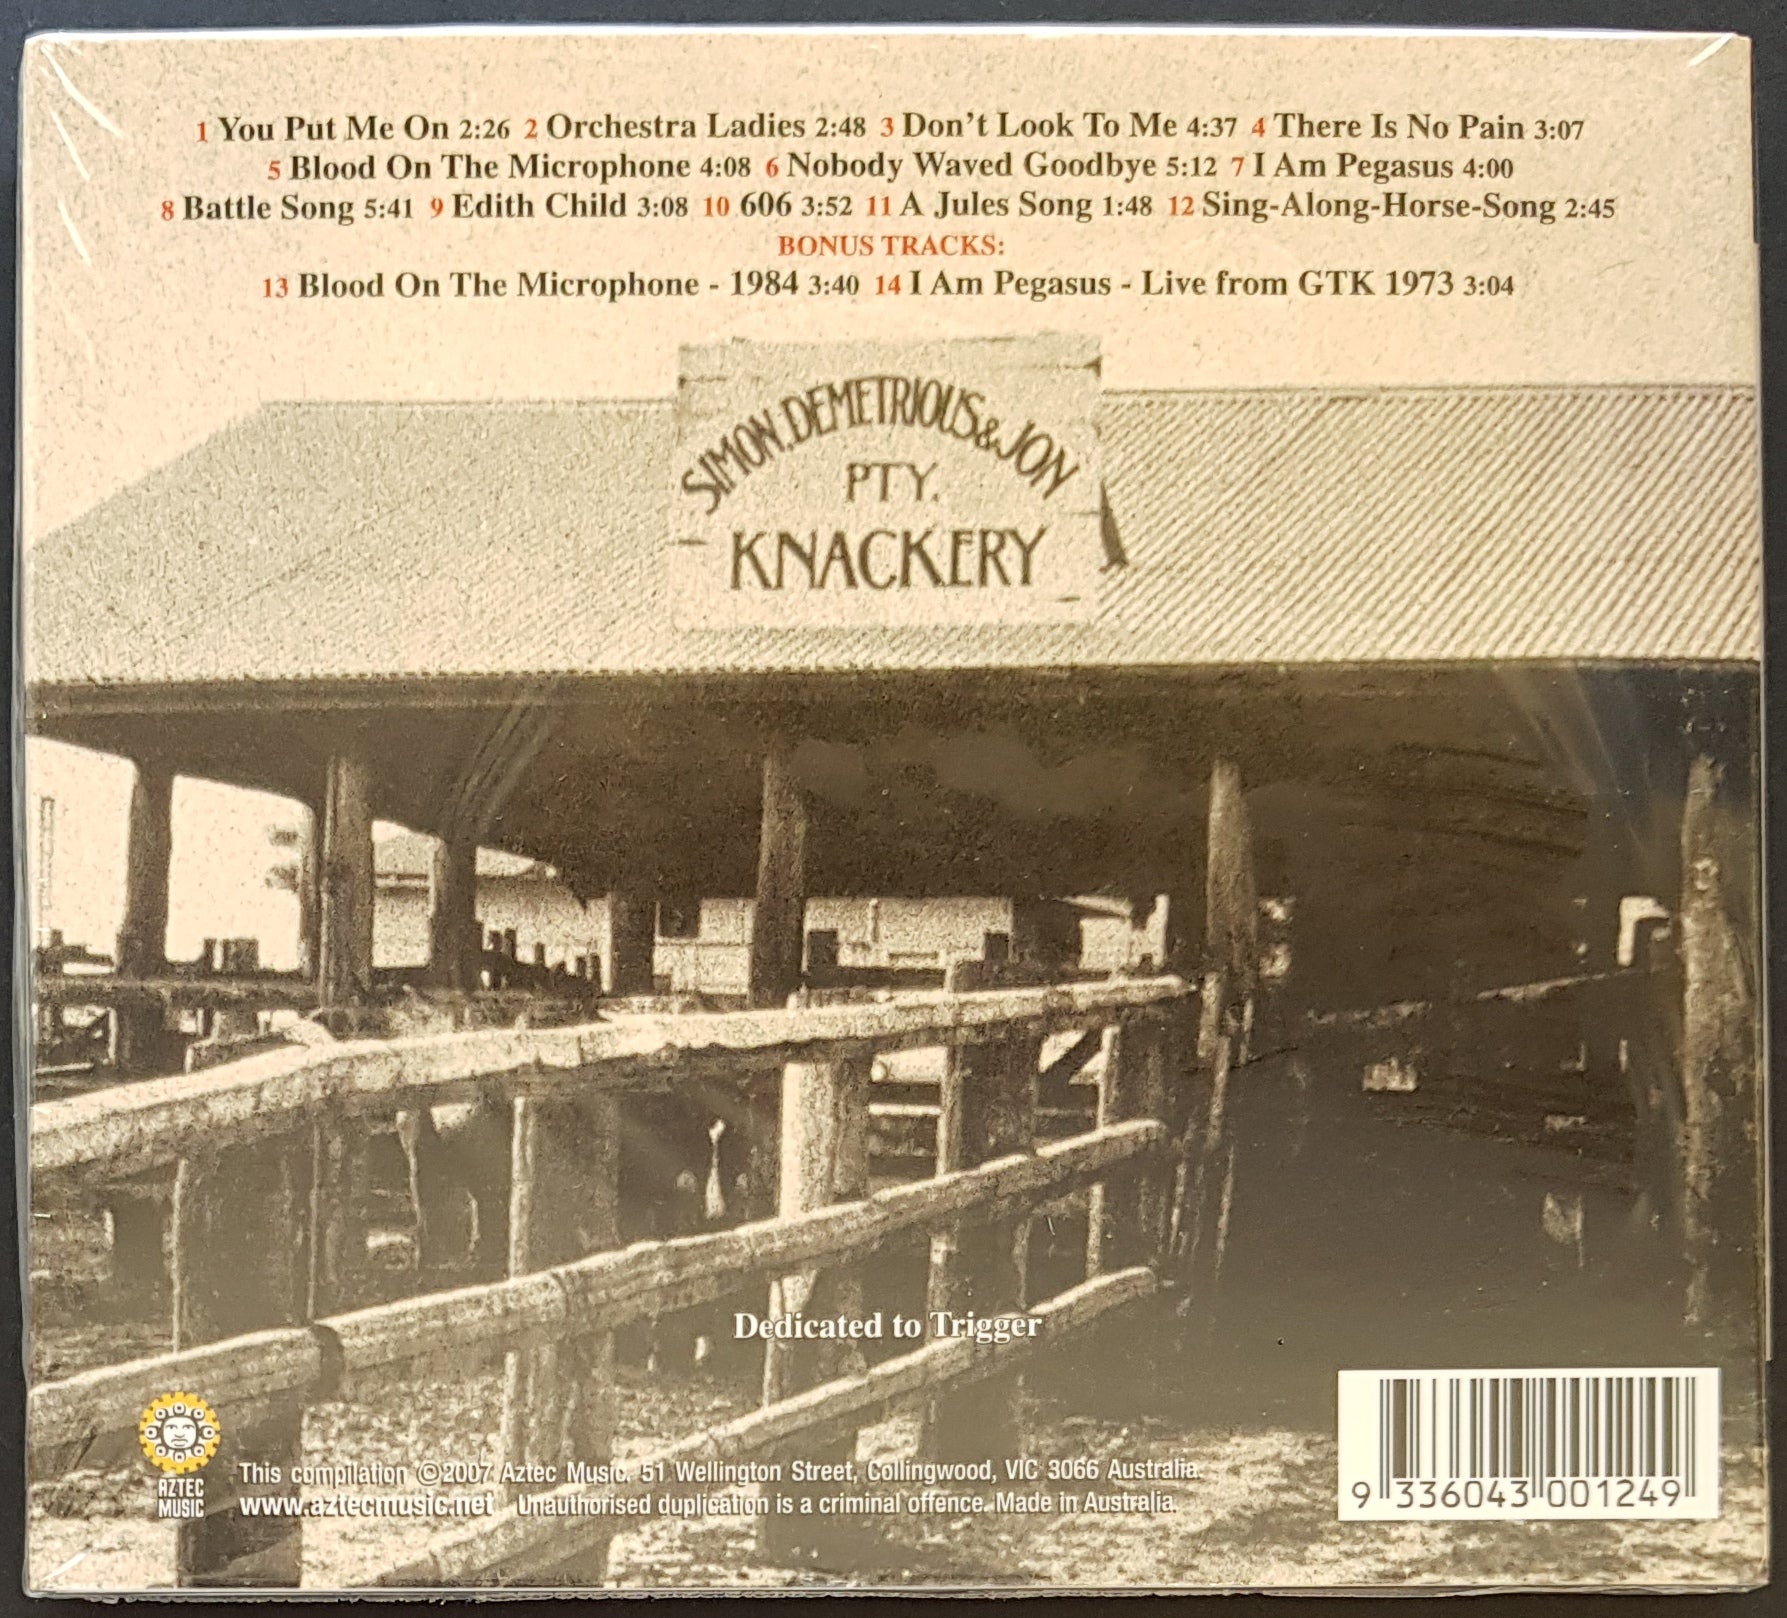 1 You Put Me On 2:26 2 Orchestra Ladies 2:48 3 Don't Look To Me 4:37 4 There Is No Pain 3:07
5 Blood On The Microphone 4:08 6 Nobody Waved Goodbye 5:12 7 I Am Pegasus 4:00
8 Battle Song 5:41 9 Edith Child 3:08 10 606 3:52 11 A Jules Song 1:48 12 Sing-Along-Horse-Song 2:45
BONUS TRACKS:
13 Blood On The Microphone - 1984 3:40 14 I Am Pegasus - Live from GTK 1973 3:04
SIMON, DEMETRIOUS & JON
PTY.
KNACKERY
Dedicated to Trigger
AZTEC
MUSIC
This compilation ©2007 Aztec Music. 51 Wellington Street, Collingwood, VIC 3066 Australia.
www.aztecmusic.net Unauthorised duplication is a criminal offence. Made in Australia.
9 336043 001249